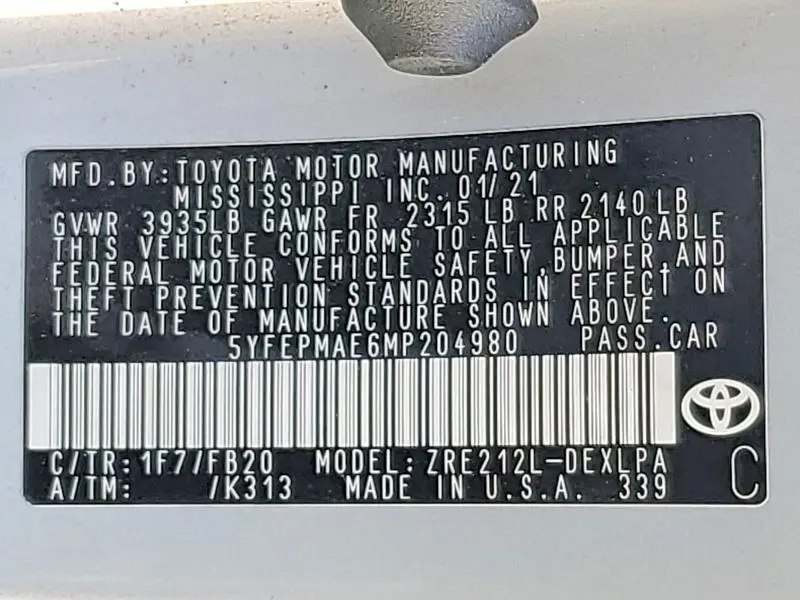 MFD.BY:TOYOTA MOTOR MANUFACTURING
MISSISSIPPI INC. 01/21
GVWR 3935LB GAWR FR 2315 LB RR 2140 LB
THIS VEHICLE CONFORMS TO ALL APPLICABLE
FEDERAL MOTOR VEHICLE SAFETY, BUMPER, AND
THEFT PREVENTION STANDARDS IN EFFECT ON
THE DATE OF MANUFACTURE SHOWN ABOVE.
5YFEPMAE6MP204980 PASS.CAR
C/TR:1F7/FB20 MODEL:ZRE212L-DEXLPA
A/TM: /K313 MADE IN U.S.A. 339 C